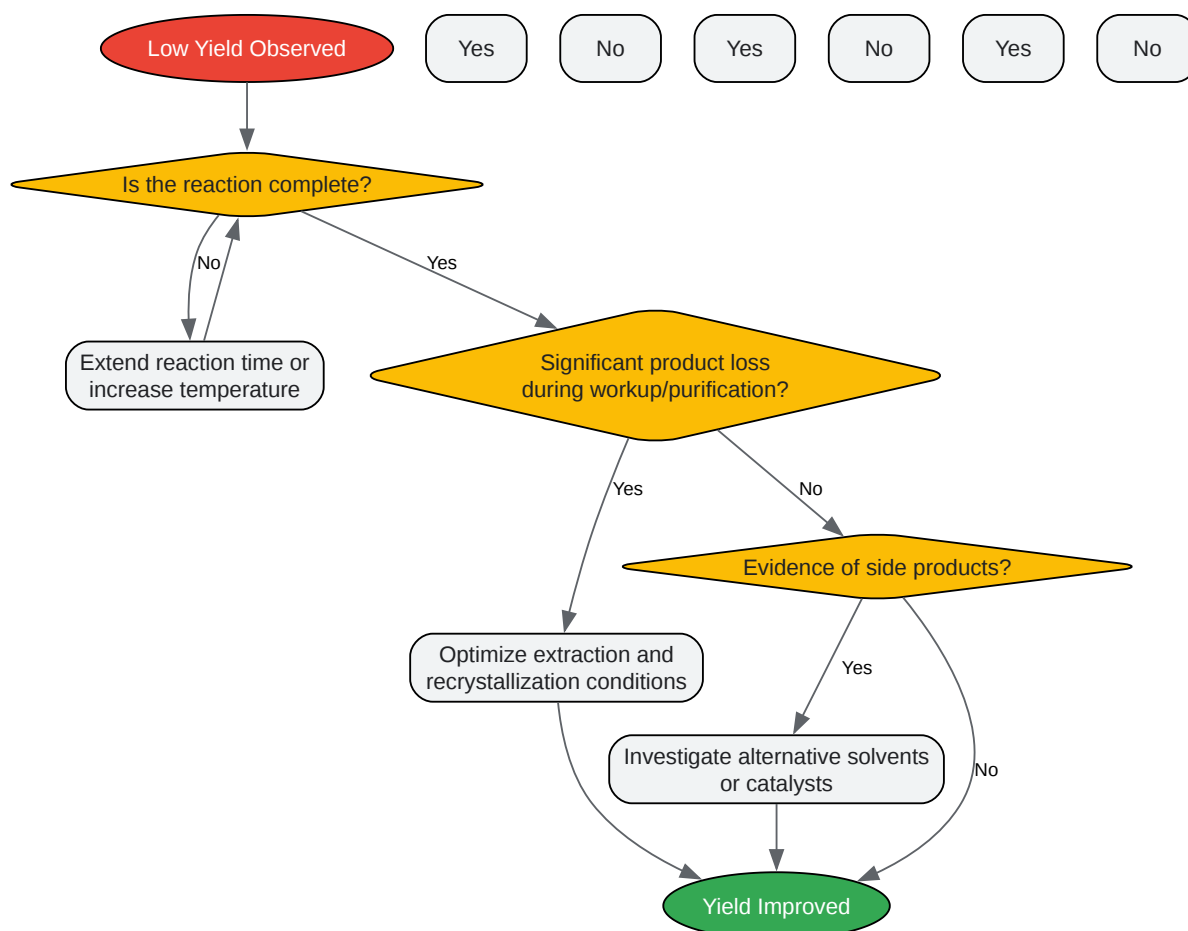 Low Yield Observed
Yes
No
Yes
No
Yes
No
Is the reaction complete?
No
Yes
Extend reaction time or
increase temperature
Significant product loss
during workup/purification?
Yes
No
Evidence of side products?
Optimize extraction and
recrystallization conditions
Yes
Investigate alternative solvents
or catalysts
No
Yield Improved